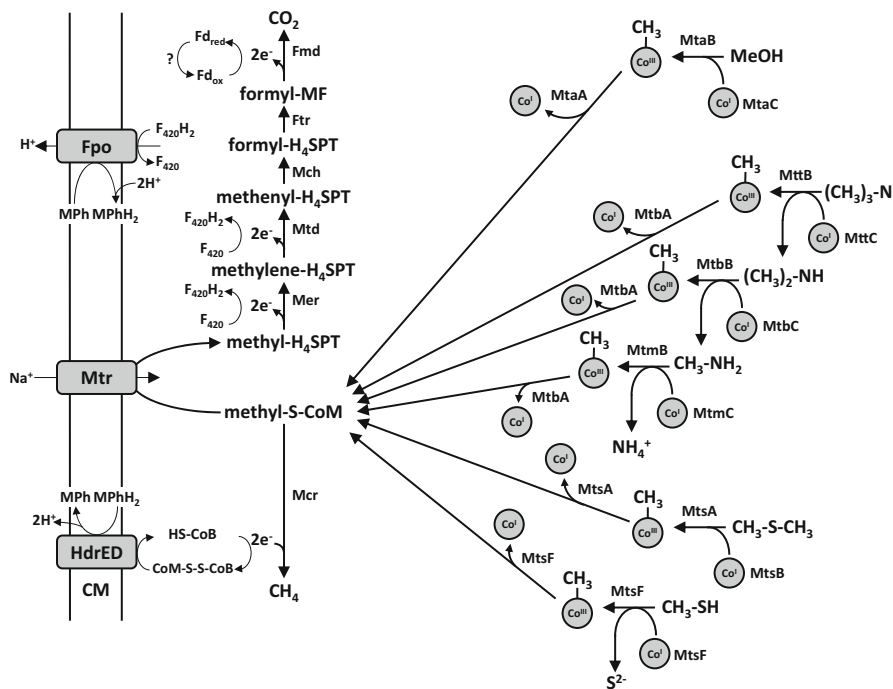 CO2
Fdred
?
2e-
Fmd
Fdox
formyl-MF
Ftr
formyl-H4SPT
Mch
methenyl-H4SPT
F420H2
2e-
Mtd
F420
methylene-H4SPT
F420H2
2e-
Mer
F420
methyl-H4SPT
H+
Fpo
F420H2
F420
2H+
MPh MPhH2
Na+
Mtr
methyl-S-CoM
Mcr
MPh MPhH2
2H+
HdrED
HS-CoB
2e-
CoM-S-S-CoB
CM
CH4
CH3
CoIII
MtaB
MeOH
CoI
MtaC
CoI
MtaA
CH3
CoIII
MttB
(CH3)3-N
CoI
MttC
CoI
MtbA
CH3
CoIII
MtbB
(CH3)2-NH
CoI
MtbC
CoI
MtbA
CH3
CoIII
MtmB
CH3-NH2
CoI
MtmC
MtbA
CoI
NH4+
CoI
MtsA
CH3
CoIII
MtsA
CH3-S-CH3
CoI
MtsB
CoI
MtsF
CH3
CoIII
MtsF
CH3-SH
CoI
MtsF
S2-